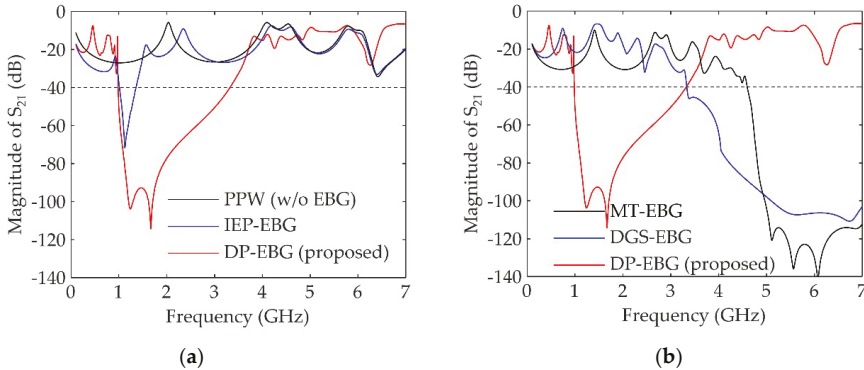 0
-20
-40
-60
-80
-100
-120
-140
Magnitude of S21 (dB)
PPW (w/o EBG)
IEP-EBG
DP-EBG (proposed)
0 1 2 3 4 5 6 7
Frequency (GHz)
(a)
0
-20
-40
-60
-80
-100
-120
-140
Magnitude of S21 (dB)
MT-EBG
DGS-EBG
DP-EBG (proposed)
0 1 2 3 4 5 6 7
Frequency (GHz)
(b)